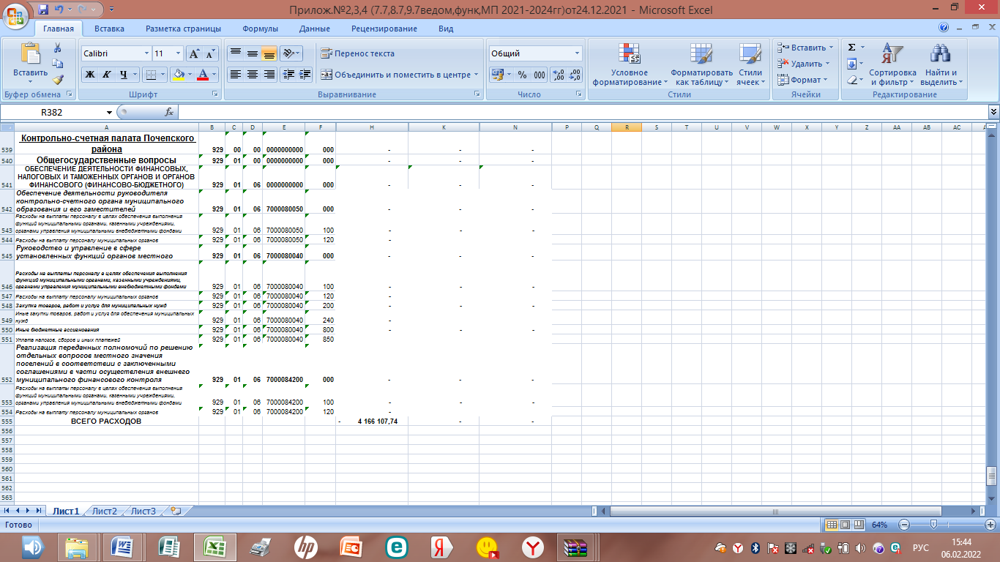 Прилож.№2,3,4 (7.7,8.7,9.7ведом,функ,МП 2021-2024гг)от24.12.2021 - Microsoft Excel
Главная Вставка Разметка страницы Формулы Данные Рецензирование Вид
Calibri 11 Перенос текста Общий Вставить Σ
Вставить Ж К Ч А Объединить и поместить в центре % 000 Условное форматирование Форматировать как таблицу Стили ячеек Удалить Формат Сортировка и фильтр Найти и выделить
Буфер обмена Шрифт Выравнивание Число Стили Ячейки Редактирование
R382 fx
A B C D E F H K N P Q R S T U V W X Y Z AA AB AC
Контрольно-счетная палата Почепского
539 района 929 00 00 0000000000 000 - - -
540 Общегосударственные вопросы 929 01 00 0000000000 000 - - -
ОБЕСПЕЧЕНИЕ ДЕЯТЕЛЬНОСТИ ФИНАНСОВЫХ,
НАЛОГОВЫХ И ТАМОЖЕННЫХ ОРГАНОВ И ОРГАНОВ
541 ФИНАНСОВОГО (ФИНАНСОВО-БЮДЖЕТНОГО) 929 01 06 0000000000 000 - - -
Обеспечение деятельности руководителя
контрольно-счетного органа муниципального
542 образования и его заместителей 929 01 06 7000080050 000 - - -
Расходы на выплаты персоналу в целях обеспечения выполнения
функций муниципальными органами, казенными учреждениями,
543 органами управления муниципальными внебюджетными фондами 929 01 06 7000080050 100 - - -
544 Расходы на выплату персоналу муниципальных органов 929 01 06 7000080050 120 -
Руководство и управление в сфере
545 установленных функций органов местного 929 01 06 7000080040 000 - - -
Расходы на выплаты персоналу в целях обеспечения выполнения
функций муниципальными органами, казенными учреждениями,
546 органами управления муниципальными внебюджетными фондами 929 01 06 7000080040 100 - - -
547 Расходы на выплату персоналу муниципальных органов 929 01 06 7000080040 120 - - -
548 Закупка товаров, работ и услуг для муниципальных нужд 929 01 06 7000080040 200 - - -
Иные закупки товаров, работ и услуг для обеспечения муниципальных
549 нужд 929 01 06 7000080040 240 -
550 Иные бюджетные ассигнования 929 01 06 7000080040 800 - - -
551 Уплата налогов, сборов и иных платежей 929 01 06 7000080040 850
Реализация переданных полномочий по решению
отдельных вопросов местного значения
поселений в соответствии с заключенными
соглашениями в части осуществления внешнего
552 муниципального финансового контроля 929 01 06 7000084200 000 - - -
Расходы на выплаты персоналу в целях обеспечения выполнения
функций муниципальными органами, казенными учреждениями,
553 органами управления муниципальными внебюджетными фондами 929 01 06 7000084200 100 - - -
554 Расходы на выплату персоналу муниципальных органов 929 01 06 7000084200 120 -
555 ВСЕГО РАСХОДОВ - 4 166 107,74 - -
556
557
558
559
560
561
562
563
Лист1 Лист2 Лист3
Готово 64%
РУС 15:44
06.02.2022